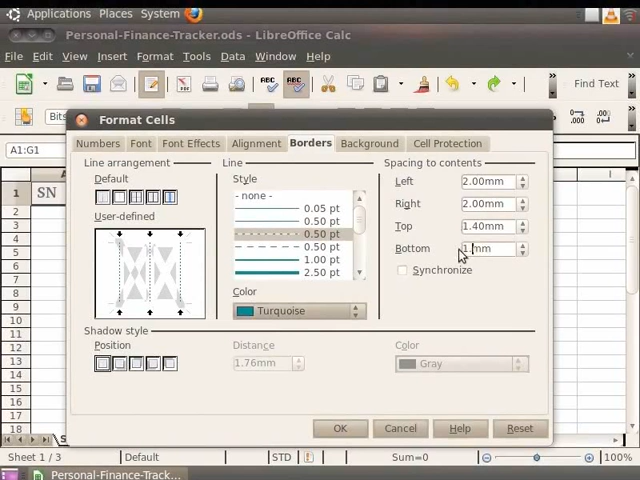 Applications Places System
Personal-Finance-Tracker.ods - LibreOffice Calc
File Edit View Insert Format Tools Data Window Help
ABC ABC Find Text
Bits
Format Cells
A1:G1
Numbers Font Font Effects Alignment Borders Background Cell Protection
Line arrangement Line Spacing to contents
Default Style Left 2.00mm
- none -
0.05 pt
User-defined 0.50 pt Right 2.00mm
0.50 pt Top 1.40mm
0.50 pt Bottom 1.mm
1.00 pt
2.50 pt Synchronize
Color
Turquoise
Shadow style
Position Distance Color
1.76mm Gray
OK Cancel Help Reset
I
1 SN
2
3
4
5
6
7
8
9
10
11
12
13
14
15
16
17
18
Sheet 1 / 3 Default STD Sum=0 100%
Personal-Finance-Track...